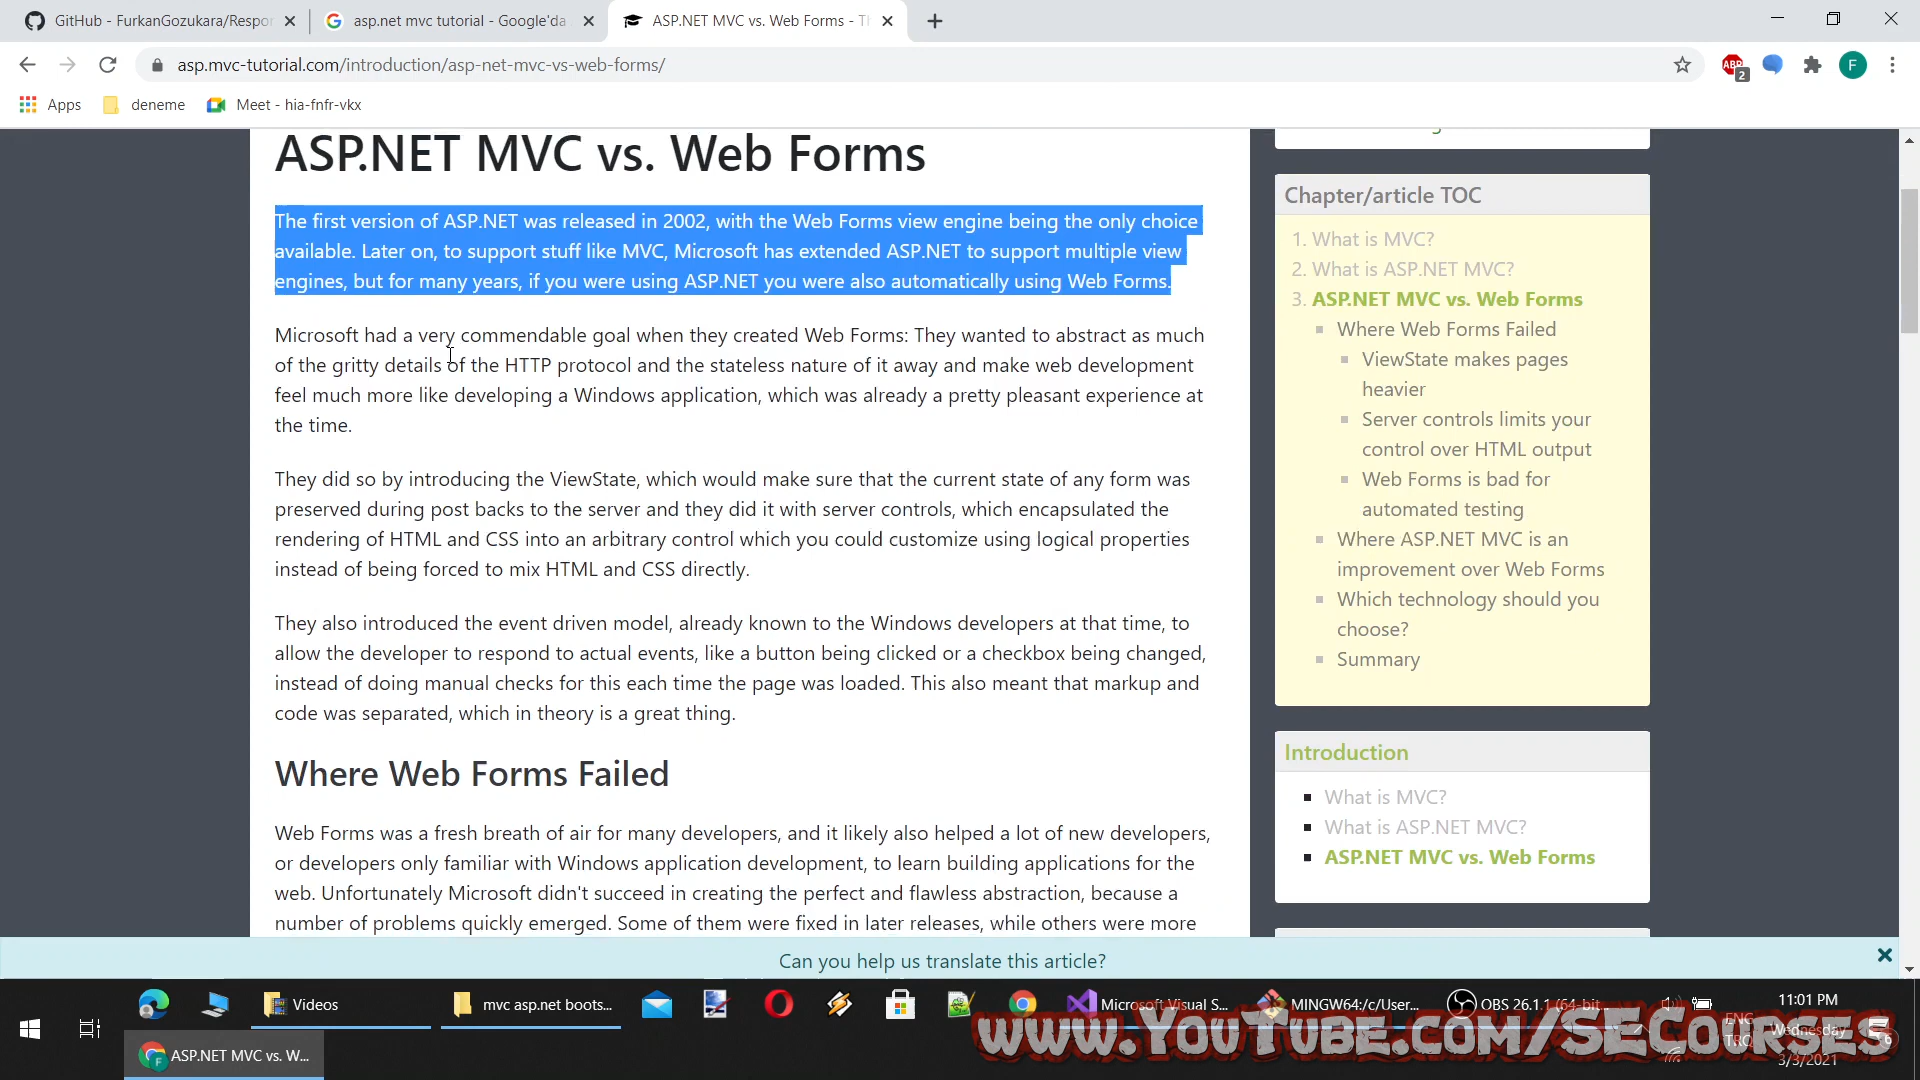 GitHub - FurkanGozukara/Respor
asp.net mvc tutorial - Google'da
ASP.NET MVC vs. Web Forms - Th
asp.mvc-tutorial.com/introduction/asp-net-mvc-vs-web-forms/
ABP
2
F
Apps
deneme
Meet - hia-fnfr-vkx
ASP.NET MVC vs. Web Forms
The first version of ASP.NET was released in 2002, with the Web Forms view engine being the only choice
available. Later on, to support stuff like MVC, Microsoft has extended ASP.NET to support multiple view
engines, but for many years, if you were using ASP.NET you were also automatically using Web Forms.
Microsoft had a very commendable goal when they created Web Forms: They wanted to abstract as much
of the gritty details of the HTTP protocol and the stateless nature of it away and make web development
feel much more like developing a Windows application, which was already a pretty pleasant experience at
the time.
They did so by introducing the ViewState, which would make sure that the current state of any form was
preserved during post backs to the server and they did it with server controls, which encapsulated the
rendering of HTML and CSS into an arbitrary control which you could customize using logical properties
instead of being forced to mix HTML and CSS directly.
They also introduced the event driven model, already known to the Windows developers at that time, to
allow the developer to respond to actual events, like a button being clicked or a checkbox being changed,
instead of doing manual checks for this each time the page was loaded. This also meant that markup and
code was separated, which in theory is a great thing.
Where Web Forms Failed
Web Forms was a fresh breath of air for many developers, and it likely also helped a lot of new developers,
or developers only familiar with Windows application development, to learn building applications for the
web. Unfortunately Microsoft didn't succeed in creating the perfect and flawless abstraction, because a
number of problems quickly emerged. Some of them were fixed in later releases, while others were more
Chapter/article TOC
1. What is MVC?
2. What is ASP.NET MVC?
3. ASP.NET MVC vs. Web Forms
Where Web Forms Failed
ViewState makes pages
heavier
Server controls limits your
control over HTML output
Web Forms is bad for
automated testing
Where ASP.NET MVC is an
improvement over Web Forms
Which technology should you
choose?
Summary
Introduction
What is MVC?
What is ASP.NET MVC?
ASP.NET MVC vs. Web Forms
Can you help us translate this article?
Videos
mvc asp.net boots...
Microsoft Visual S...
MINGW64:/c/User...
OBS 26.1.1 (64-bit...
11:01 PM
ENG
Wednesday
TRQ
3/3/2021
6
ASP.NET MVC vs. W...
www.YouTube.com/SECourses